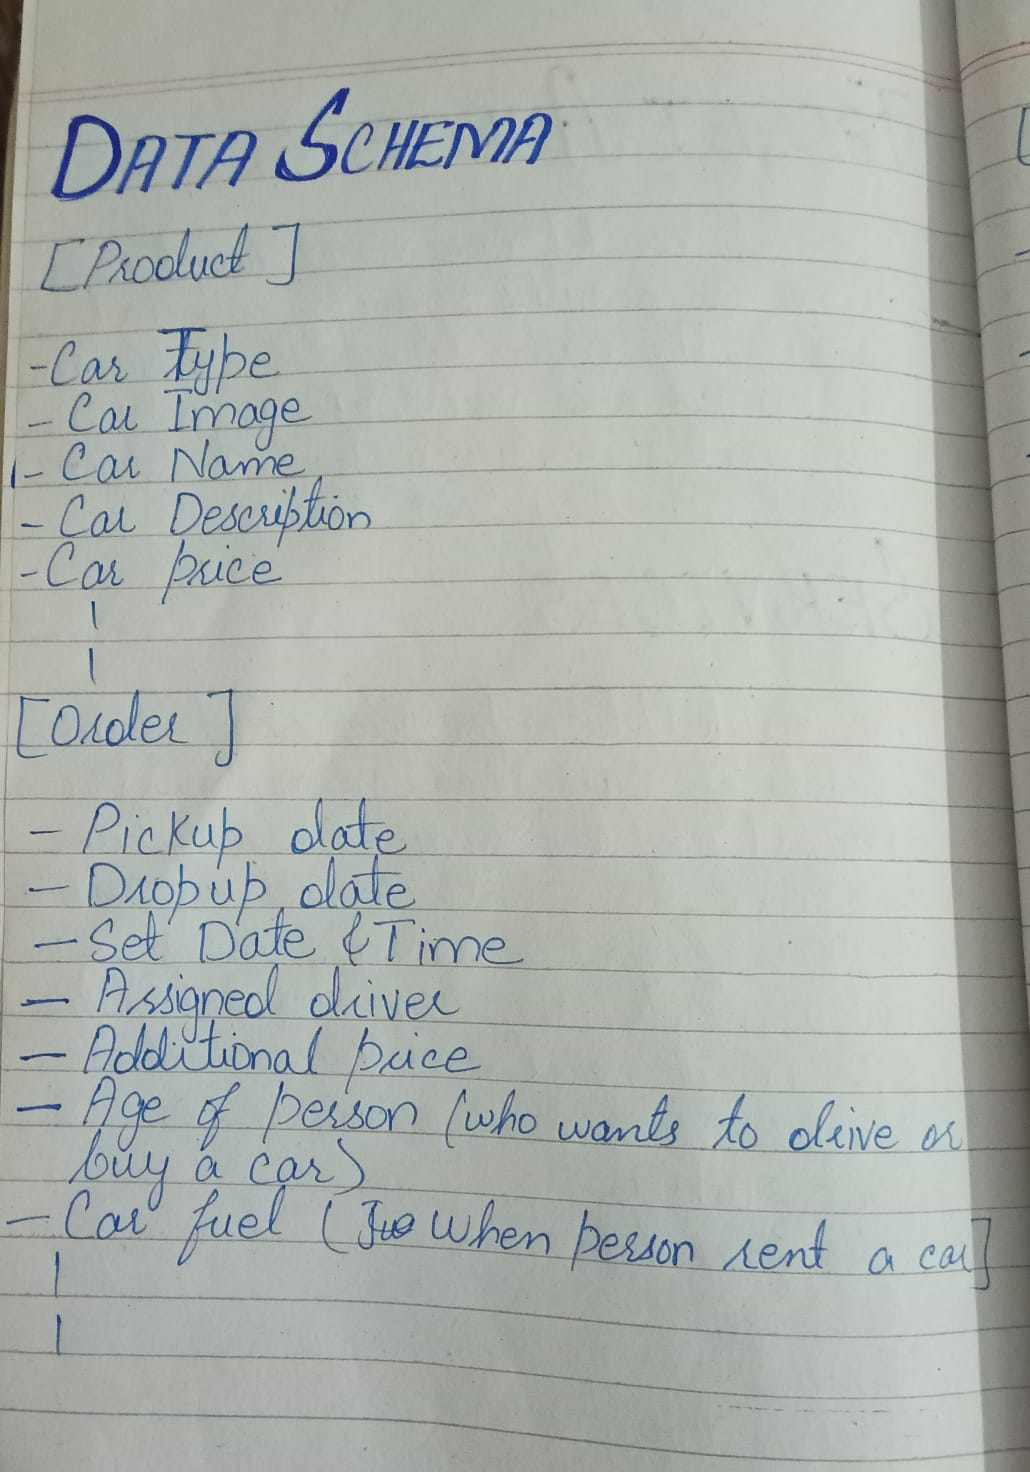 DATA SCHEMA
[Product]
- Car Type
- Car Image
- Car Name
- Car Description
- Car price
[Order]
- Pickup date
- Dropup date
- Set Date & Time
- Assigned driver
- Additional price
- Age of person (who wants to drive or
buy a car)
- Car fuel ( When person rent a car]